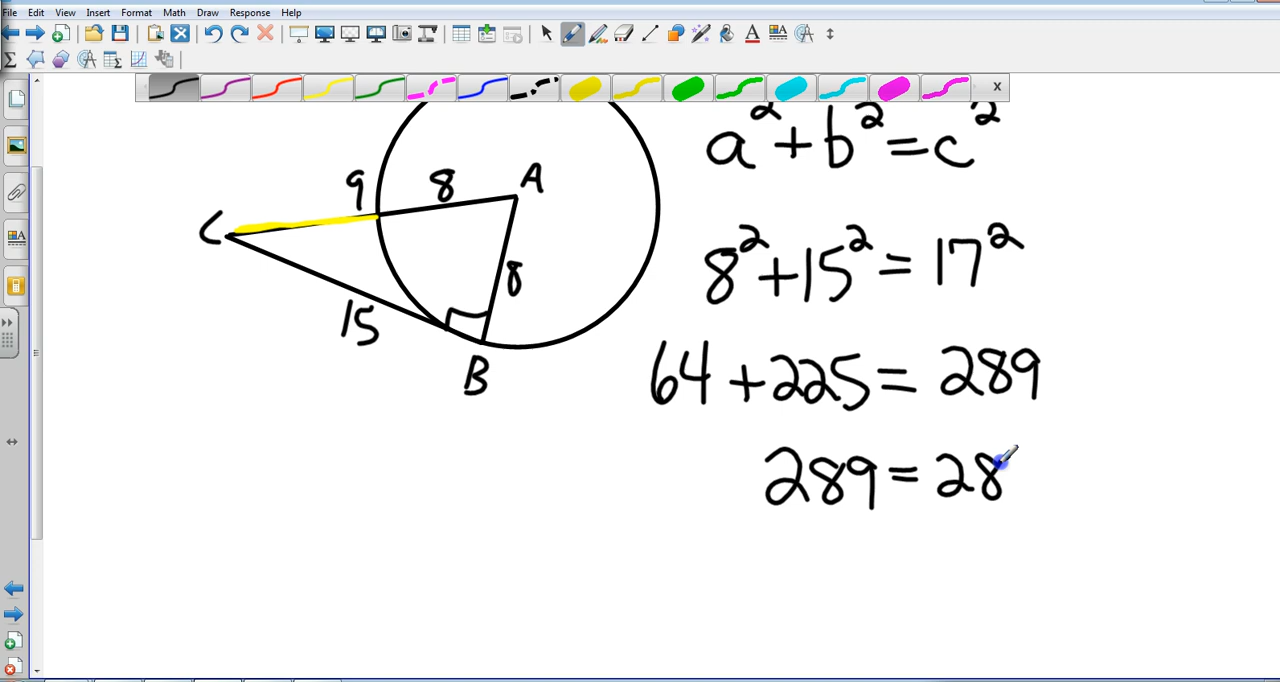 File Edit View Insert Format Math Draw Response Help
x
a²+b²=c²
C 9 8 A
8²+15²=17²
8
15
B
64+225=289
289=28